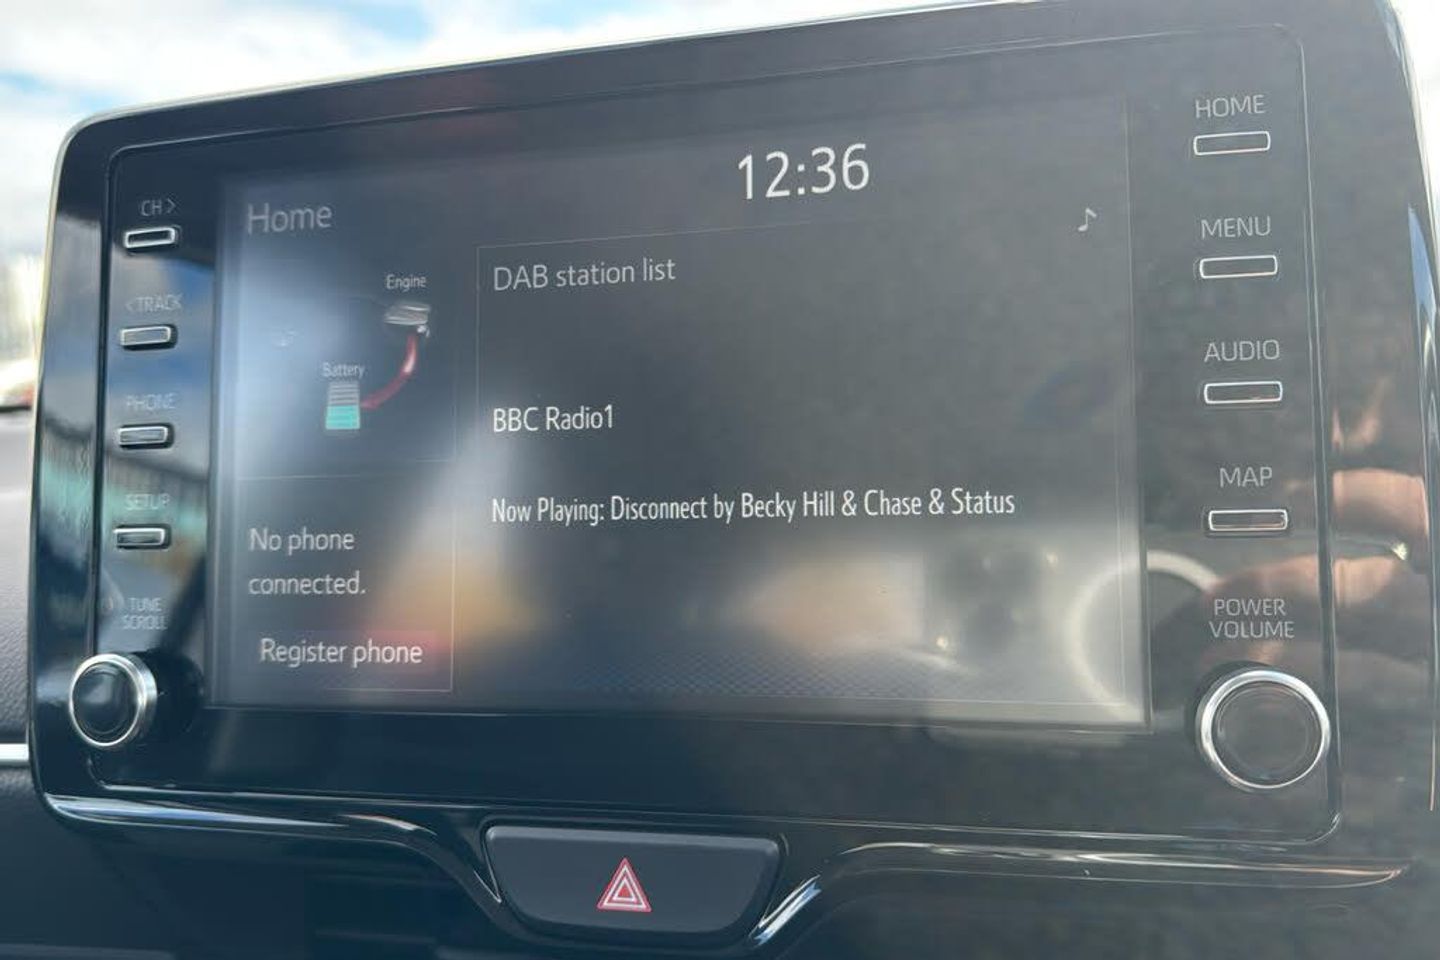 12:36
Home
Engine
Battery
DAB station list
BBC Radio1
Now Playing: Disconnect by Becky Hill & Chase & Status
No phone
connected.
Register phone
CH >
< TRACK
PHONE
SETUP
TUNE
SCROLL
HOME
MENU
AUDIO
MAP
POWER
VOLUME